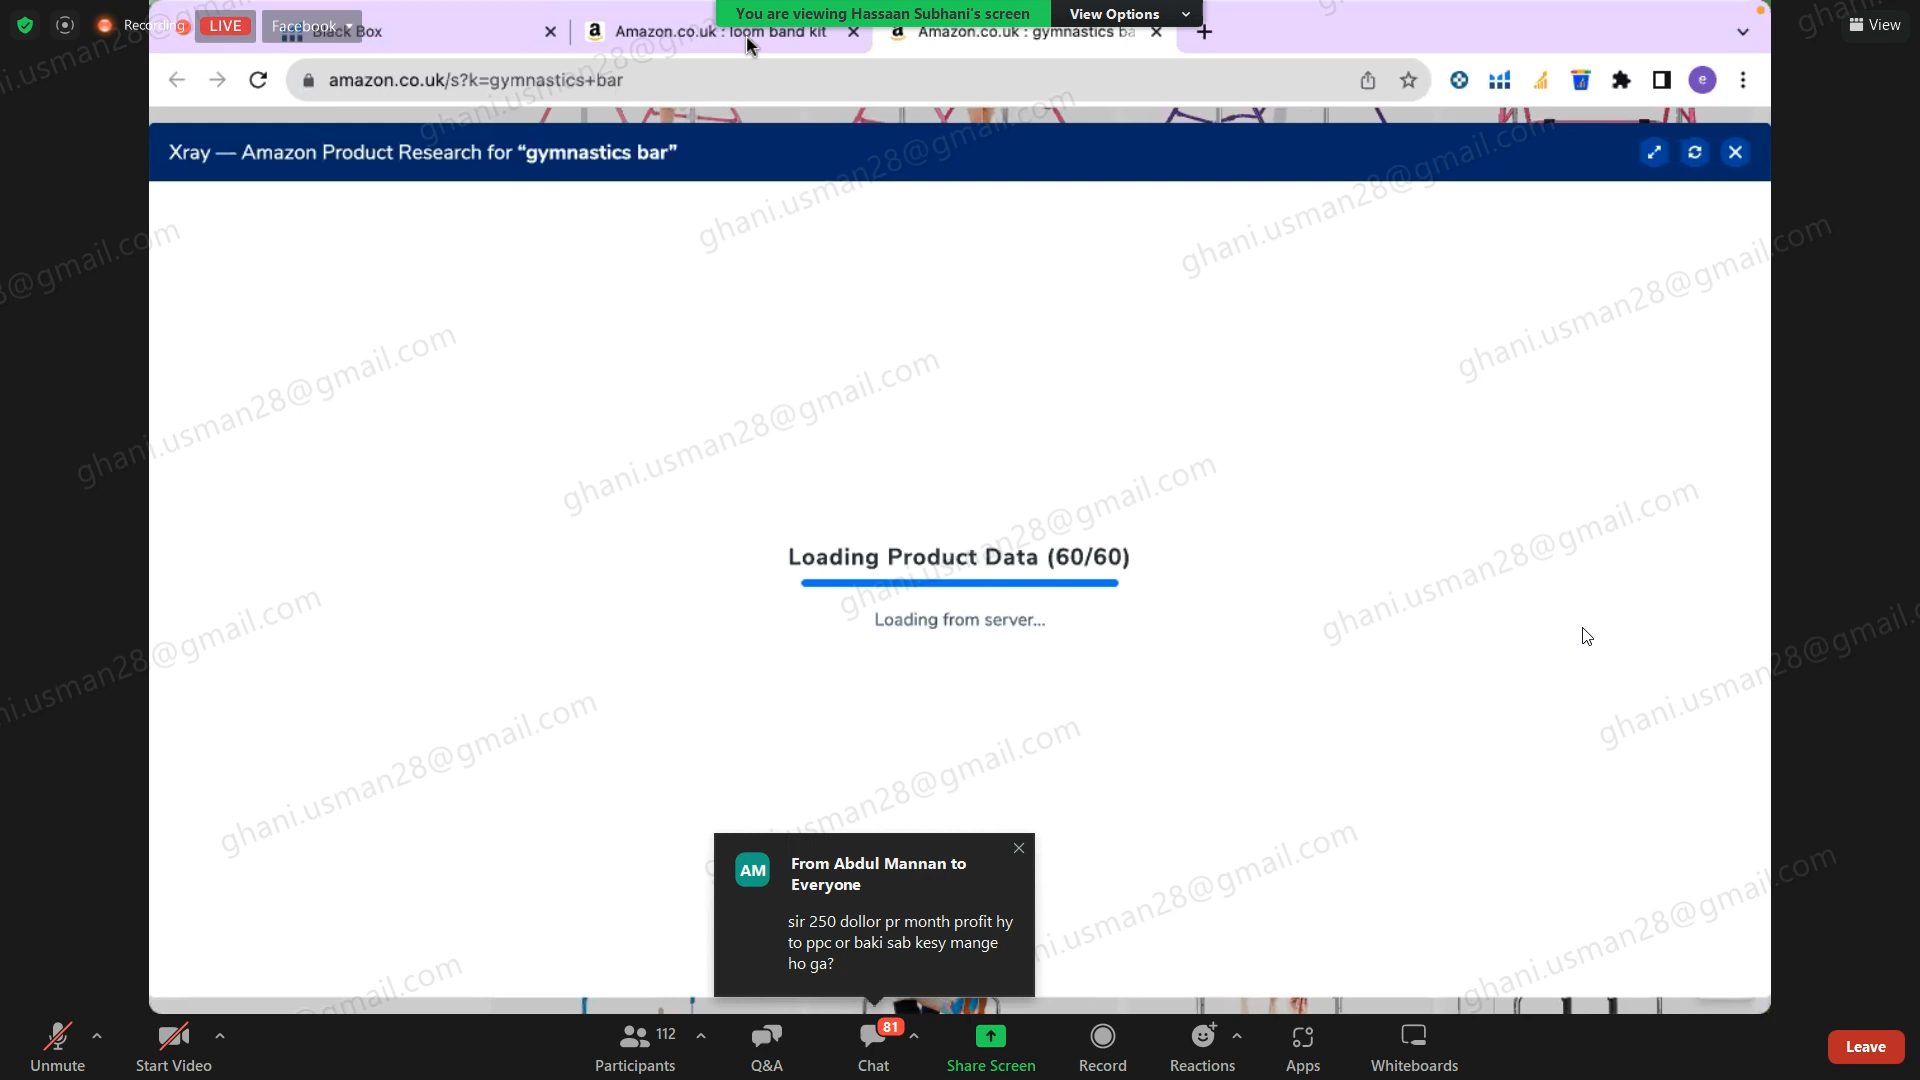 Recording
LIVE
Facebook
Black Box
Amazon.co.uk : loom band kit
Amazon.co.uk : gymnastics ba
You are viewing Hassaan Subhani's screen
View Options
View
amazon.co.uk/s?k=gymnastics+bar
e
Xray — Amazon Product Research for “gymnastics bar”
ghani.usman28@gmail.com
Loading Product Data (60/60)
Loading from server...
AM
From Abdul Mannan to
Everyone
sir 250 dollor pr month profit hy
to ppc or baki sab kesy mange
ho ga?
Unmute
Start Video
112
Participants
Q&A
81
Chat
Share Screen
Record
Reactions
Apps
Whiteboards
Leave